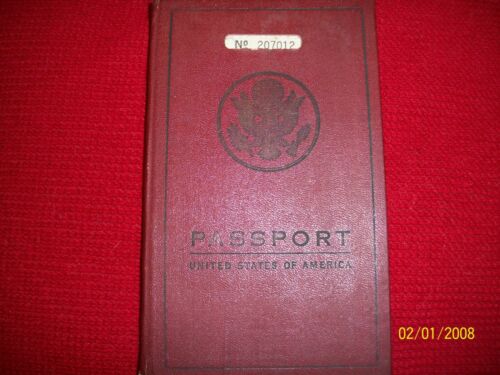 No 207012
PASSPORT
UNITED STATES OF AMERICA
02/01/2008